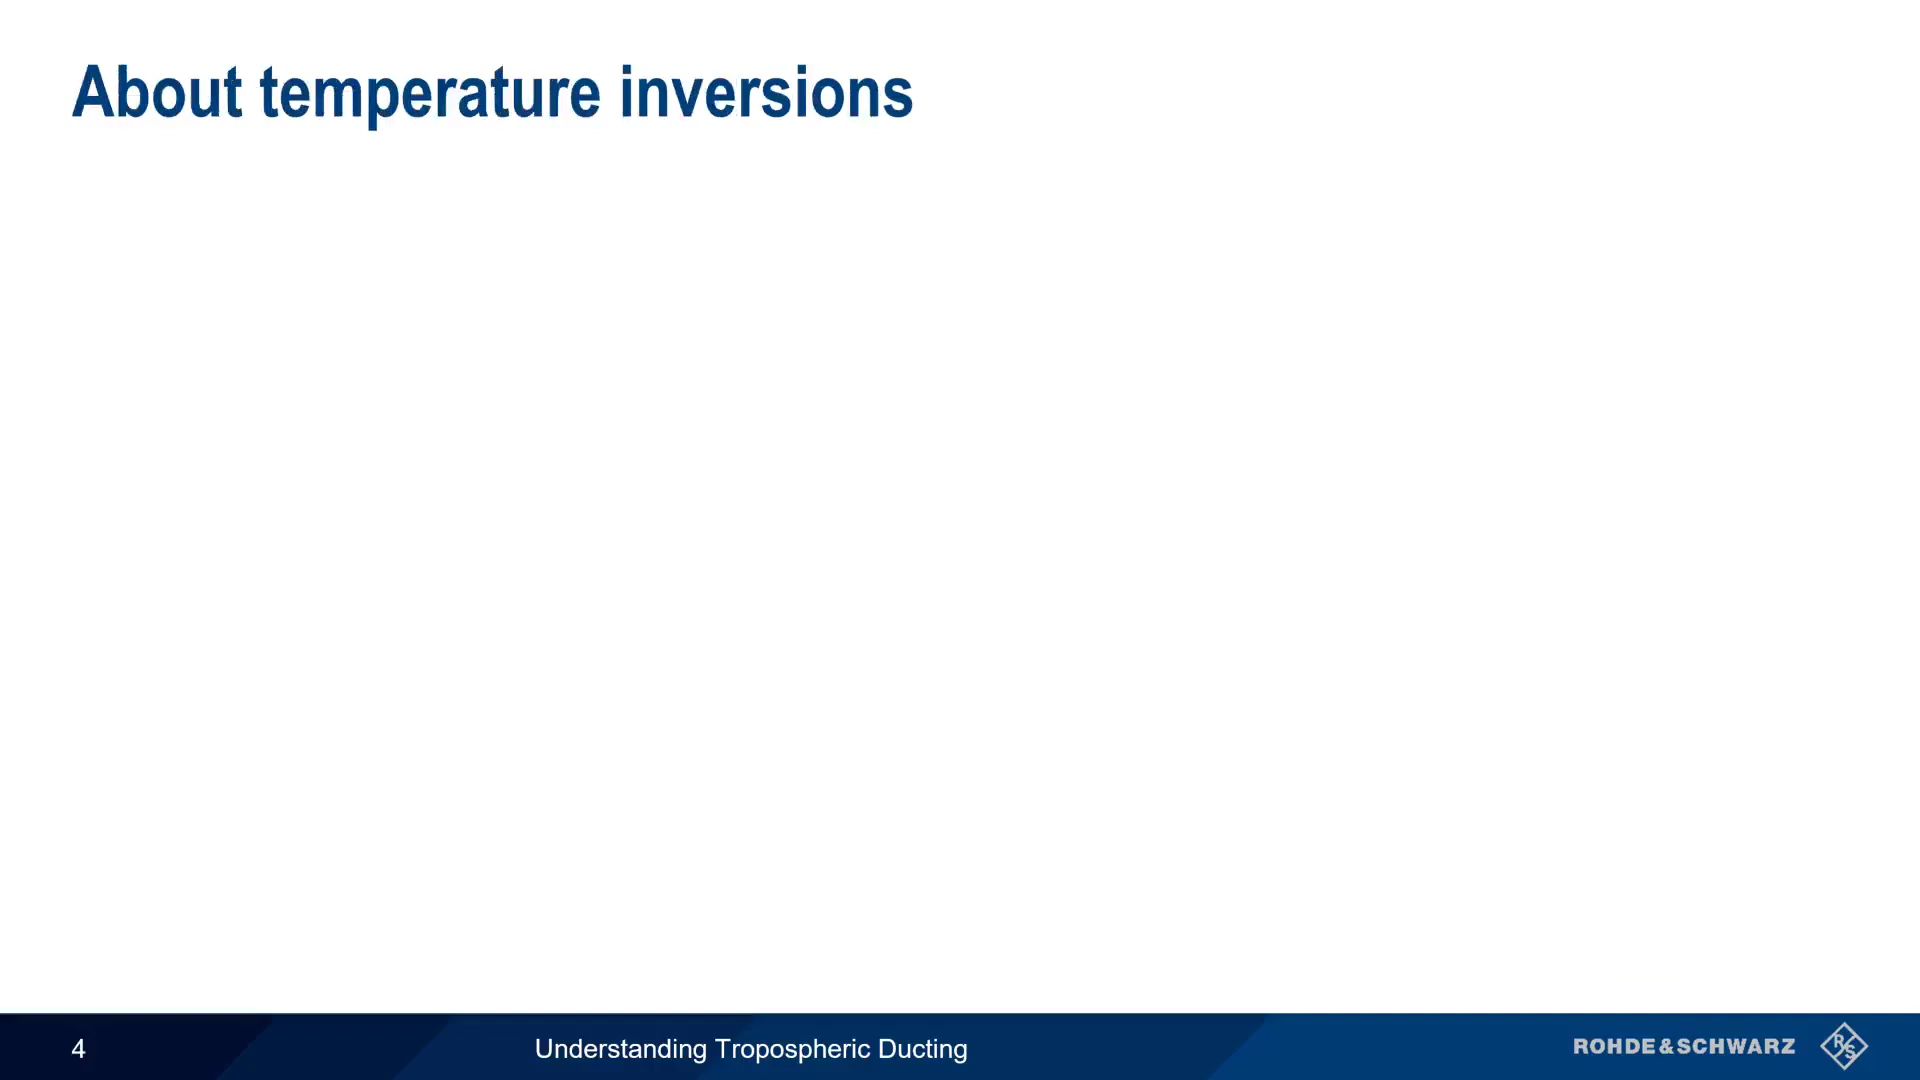 About temperature inversions
4
Understanding Tropospheric Ducting
ROHDE&SCHWARZ
R
S